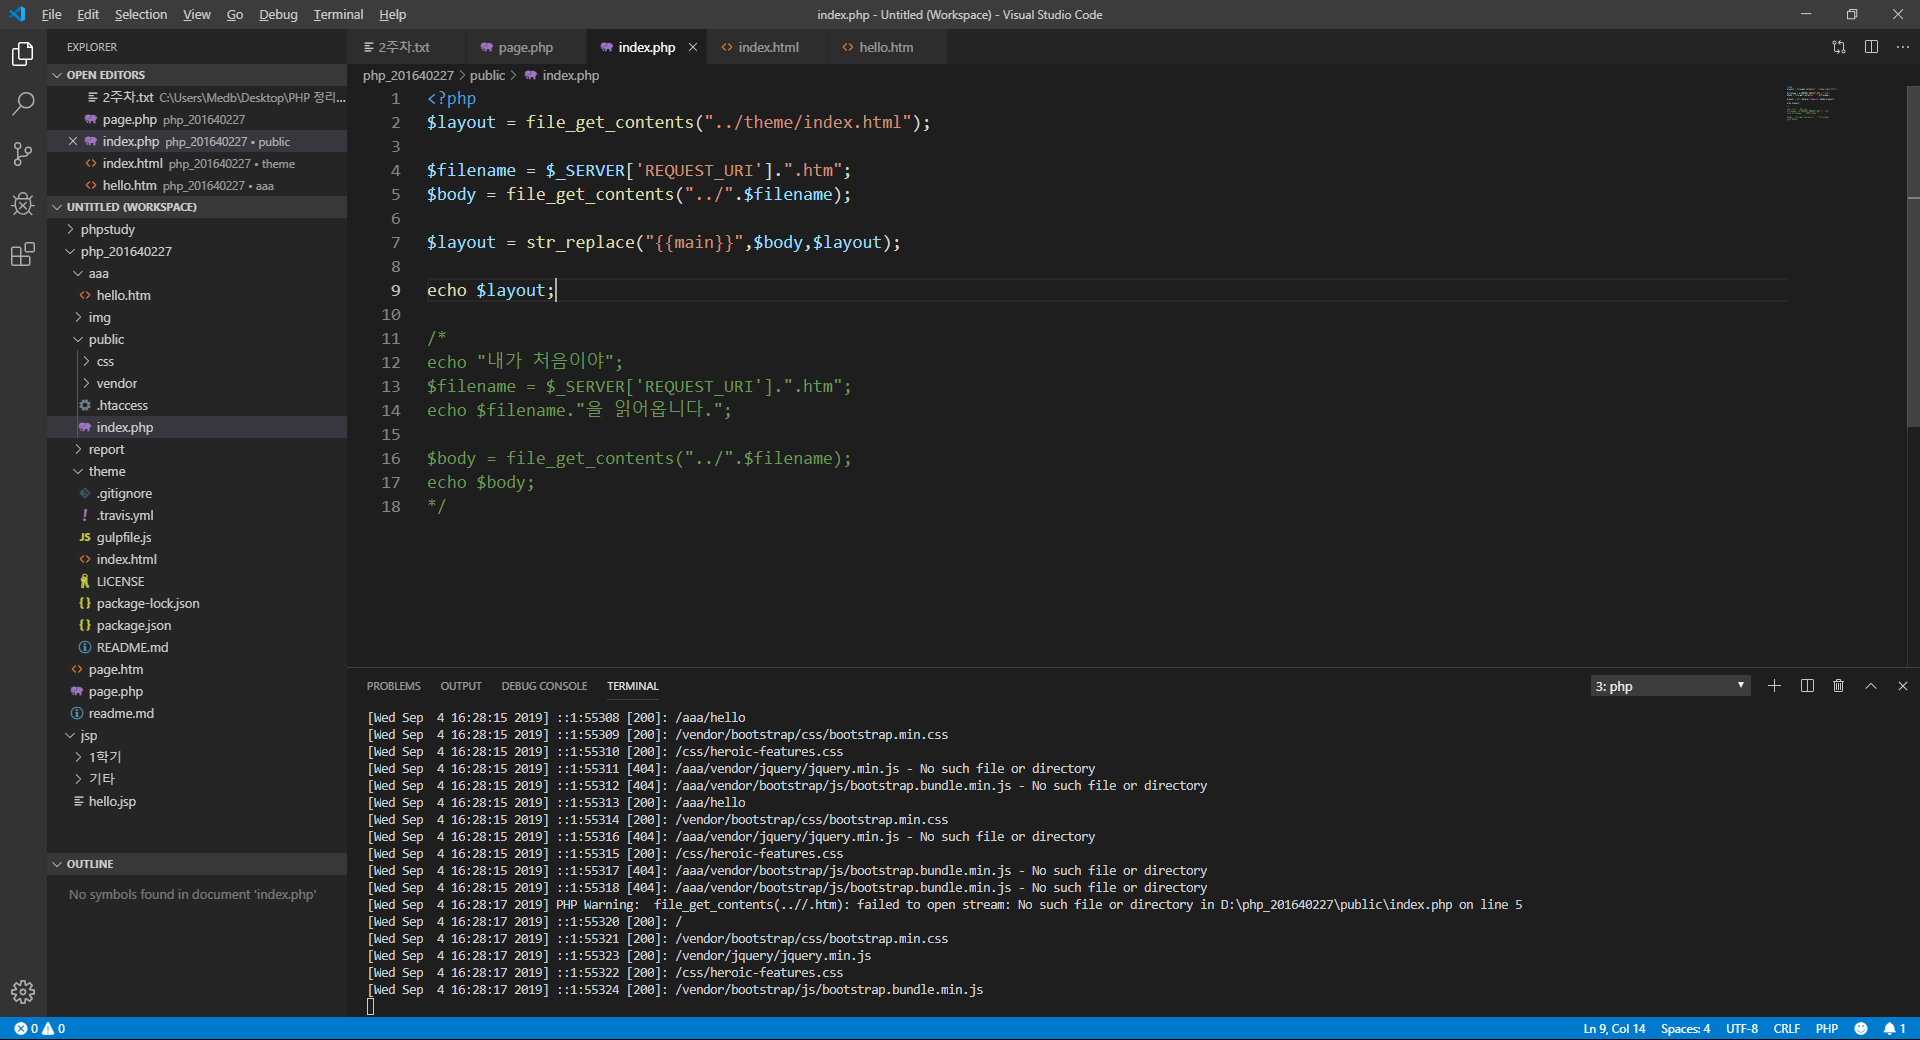 File Edit Selection View Go Debug Terminal Help
index.php - Untitled (Workspace) - Visual Studio Code
EXPLORER
OPEN EDITORS
2주차.txt C:\Users\Medb\Desktop\PHP 정리...
page.php php_201640227
index.php php_201640227 • public
index.html php_201640227 • theme
hello.htm php_201640227 • aaa
UNTITLED (WORKSPACE)
phpstudy
php_201640227
aaa
hello.htm
img
public
css
vendor
.htaccess
index.php
report
theme
.gitignore
.travis.yml
gulpfile.js
index.html
LICENSE
package-lock.json
package.json
README.md
page.htm
page.php
readme.md
jsp
1학기
기타
hello.jsp
OUTLINE
No symbols found in document 'index.php'
2주차.txt page.php index.php index.html hello.htm
php_201640227 > public > index.php
1 <?php
2 $layout = file_get_contents("../theme/index.html");
3
4 $filename = $_SERVER['REQUEST_URI'].".htm";
5 $body = file_get_contents("../".$filename);
6
7 $layout = str_replace("{{main}}",$body,$layout);
8
9 echo $layout;
10
11 /*
12 echo "내가 처음이야";
13 $filename = $_SERVER['REQUEST_URI'].".htm";
14 echo $filename."을 읽어옵니다.";
15
16 $body = file_get_contents("../".$filename);
17 echo $body;
18 */
PROBLEMS OUTPUT DEBUG CONSOLE TERMINAL 3: php
[Wed Sep  4 16:28:15 2019] ::1:55308 [200]: /aaa/hello
[Wed Sep  4 16:28:15 2019] ::1:55309 [200]: /vendor/bootstrap/css/bootstrap.min.css
[Wed Sep  4 16:28:15 2019] ::1:55310 [200]: /css/heroic-features.css
[Wed Sep  4 16:28:15 2019] ::1:55311 [404]: /aaa/vendor/jquery/jquery.min.js - No such file or directory
[Wed Sep  4 16:28:15 2019] ::1:55312 [404]: /aaa/vendor/bootstrap/js/bootstrap.bundle.min.js - No such file or directory
[Wed Sep  4 16:28:15 2019] ::1:55313 [200]: /aaa/hello
[Wed Sep  4 16:28:15 2019] ::1:55314 [200]: /vendor/bootstrap/css/bootstrap.min.css
[Wed Sep  4 16:28:15 2019] ::1:55316 [404]: /aaa/vendor/jquery/jquery.min.js - No such file or directory
[Wed Sep  4 16:28:15 2019] ::1:55315 [200]: /css/heroic-features.css
[Wed Sep  4 16:28:15 2019] ::1:55317 [404]: /aaa/vendor/bootstrap/js/bootstrap.bundle.min.js - No such file or directory
[Wed Sep  4 16:28:15 2019] ::1:55318 [404]: /aaa/vendor/bootstrap/js/bootstrap.bundle.min.js - No such file or directory
[Wed Sep  4 16:28:17 2019] PHP Warning:  file_get_contents(..//.htm): failed to open stream: No such file or directory in D:\php_201640227\public\index.php on line 5
[Wed Sep  4 16:28:17 2019] ::1:55320 [200]: /
[Wed Sep  4 16:28:17 2019] ::1:55321 [200]: /vendor/bootstrap/css/bootstrap.min.css
[Wed Sep  4 16:28:17 2019] ::1:55323 [200]: /vendor/jquery/jquery.min.js
[Wed Sep  4 16:28:17 2019] ::1:55322 [200]: /css/heroic-features.css
[Wed Sep  4 16:28:17 2019] ::1:55324 [200]: /vendor/bootstrap/js/bootstrap.bundle.min.js
0 0 Ln 9, Col 14 Spaces: 4 UTF-8 CRLF PHP 1